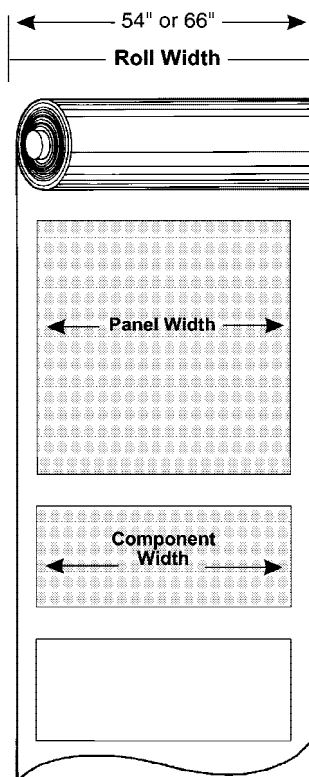 54" or 66"
Roll Width
Panel Width
Component
Width